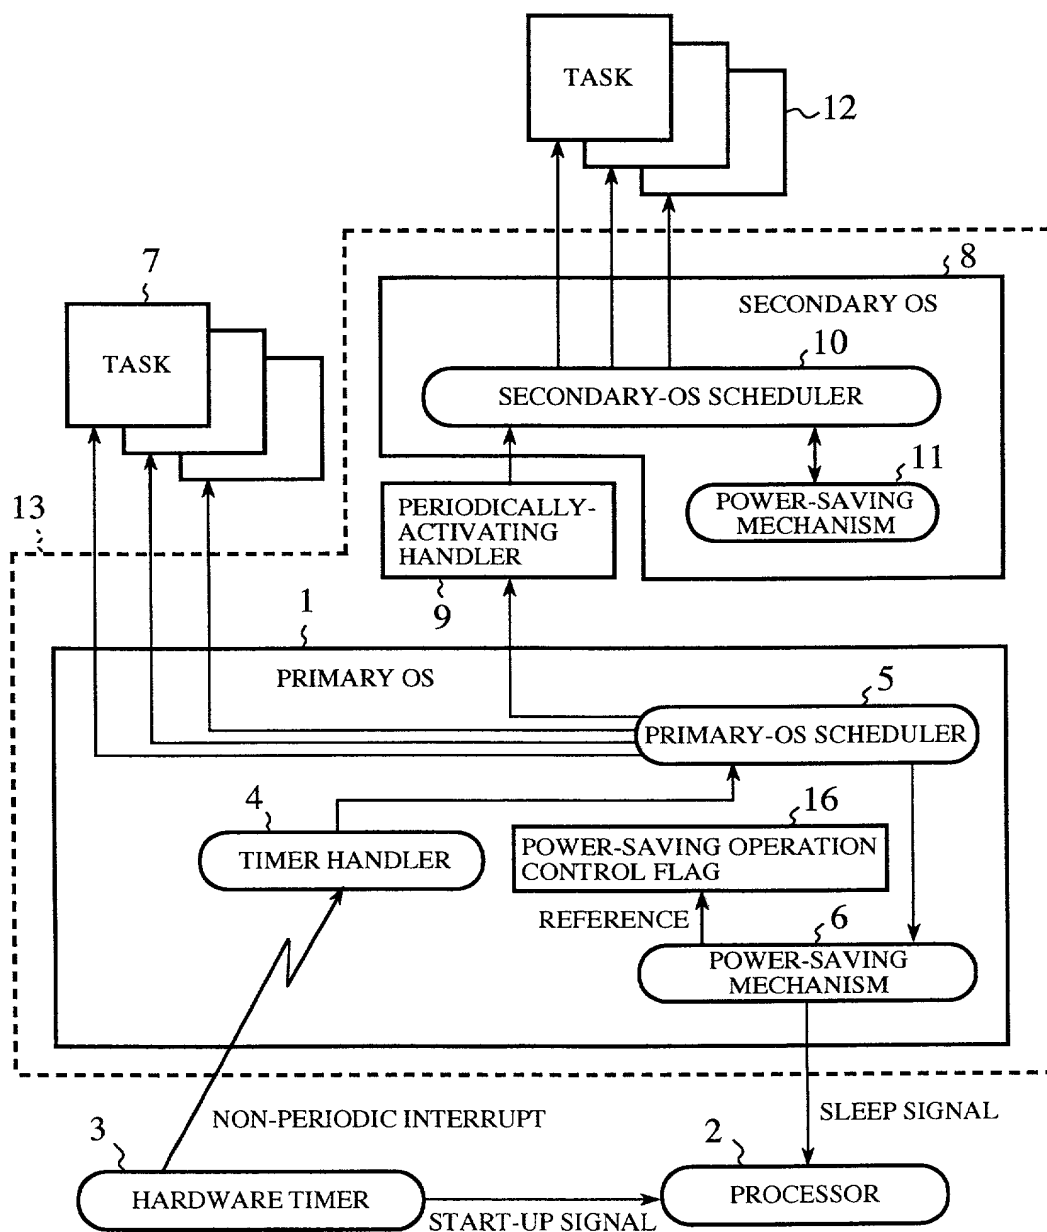 TASK
12
7
8
SECONDARY OS
TASK
10
SECONDARY-OS SCHEDULER
11
13
PERIODICALLY-
ACTIVATING
HANDLER
POWER-SAVING
MECHANISM
9
1
PRIMARY OS
5
PRIMARY-OS SCHEDULER
4
16
TIMER HANDLER
POWER-SAVING OPERATION
CONTROL FLAG
REFERENCE
6
POWER-SAVING
MECHANISM
NON-PERIODIC INTERRUPT
SLEEP SIGNAL
3
2
HARDWARE TIMER
START-UP SIGNAL
PROCESSOR